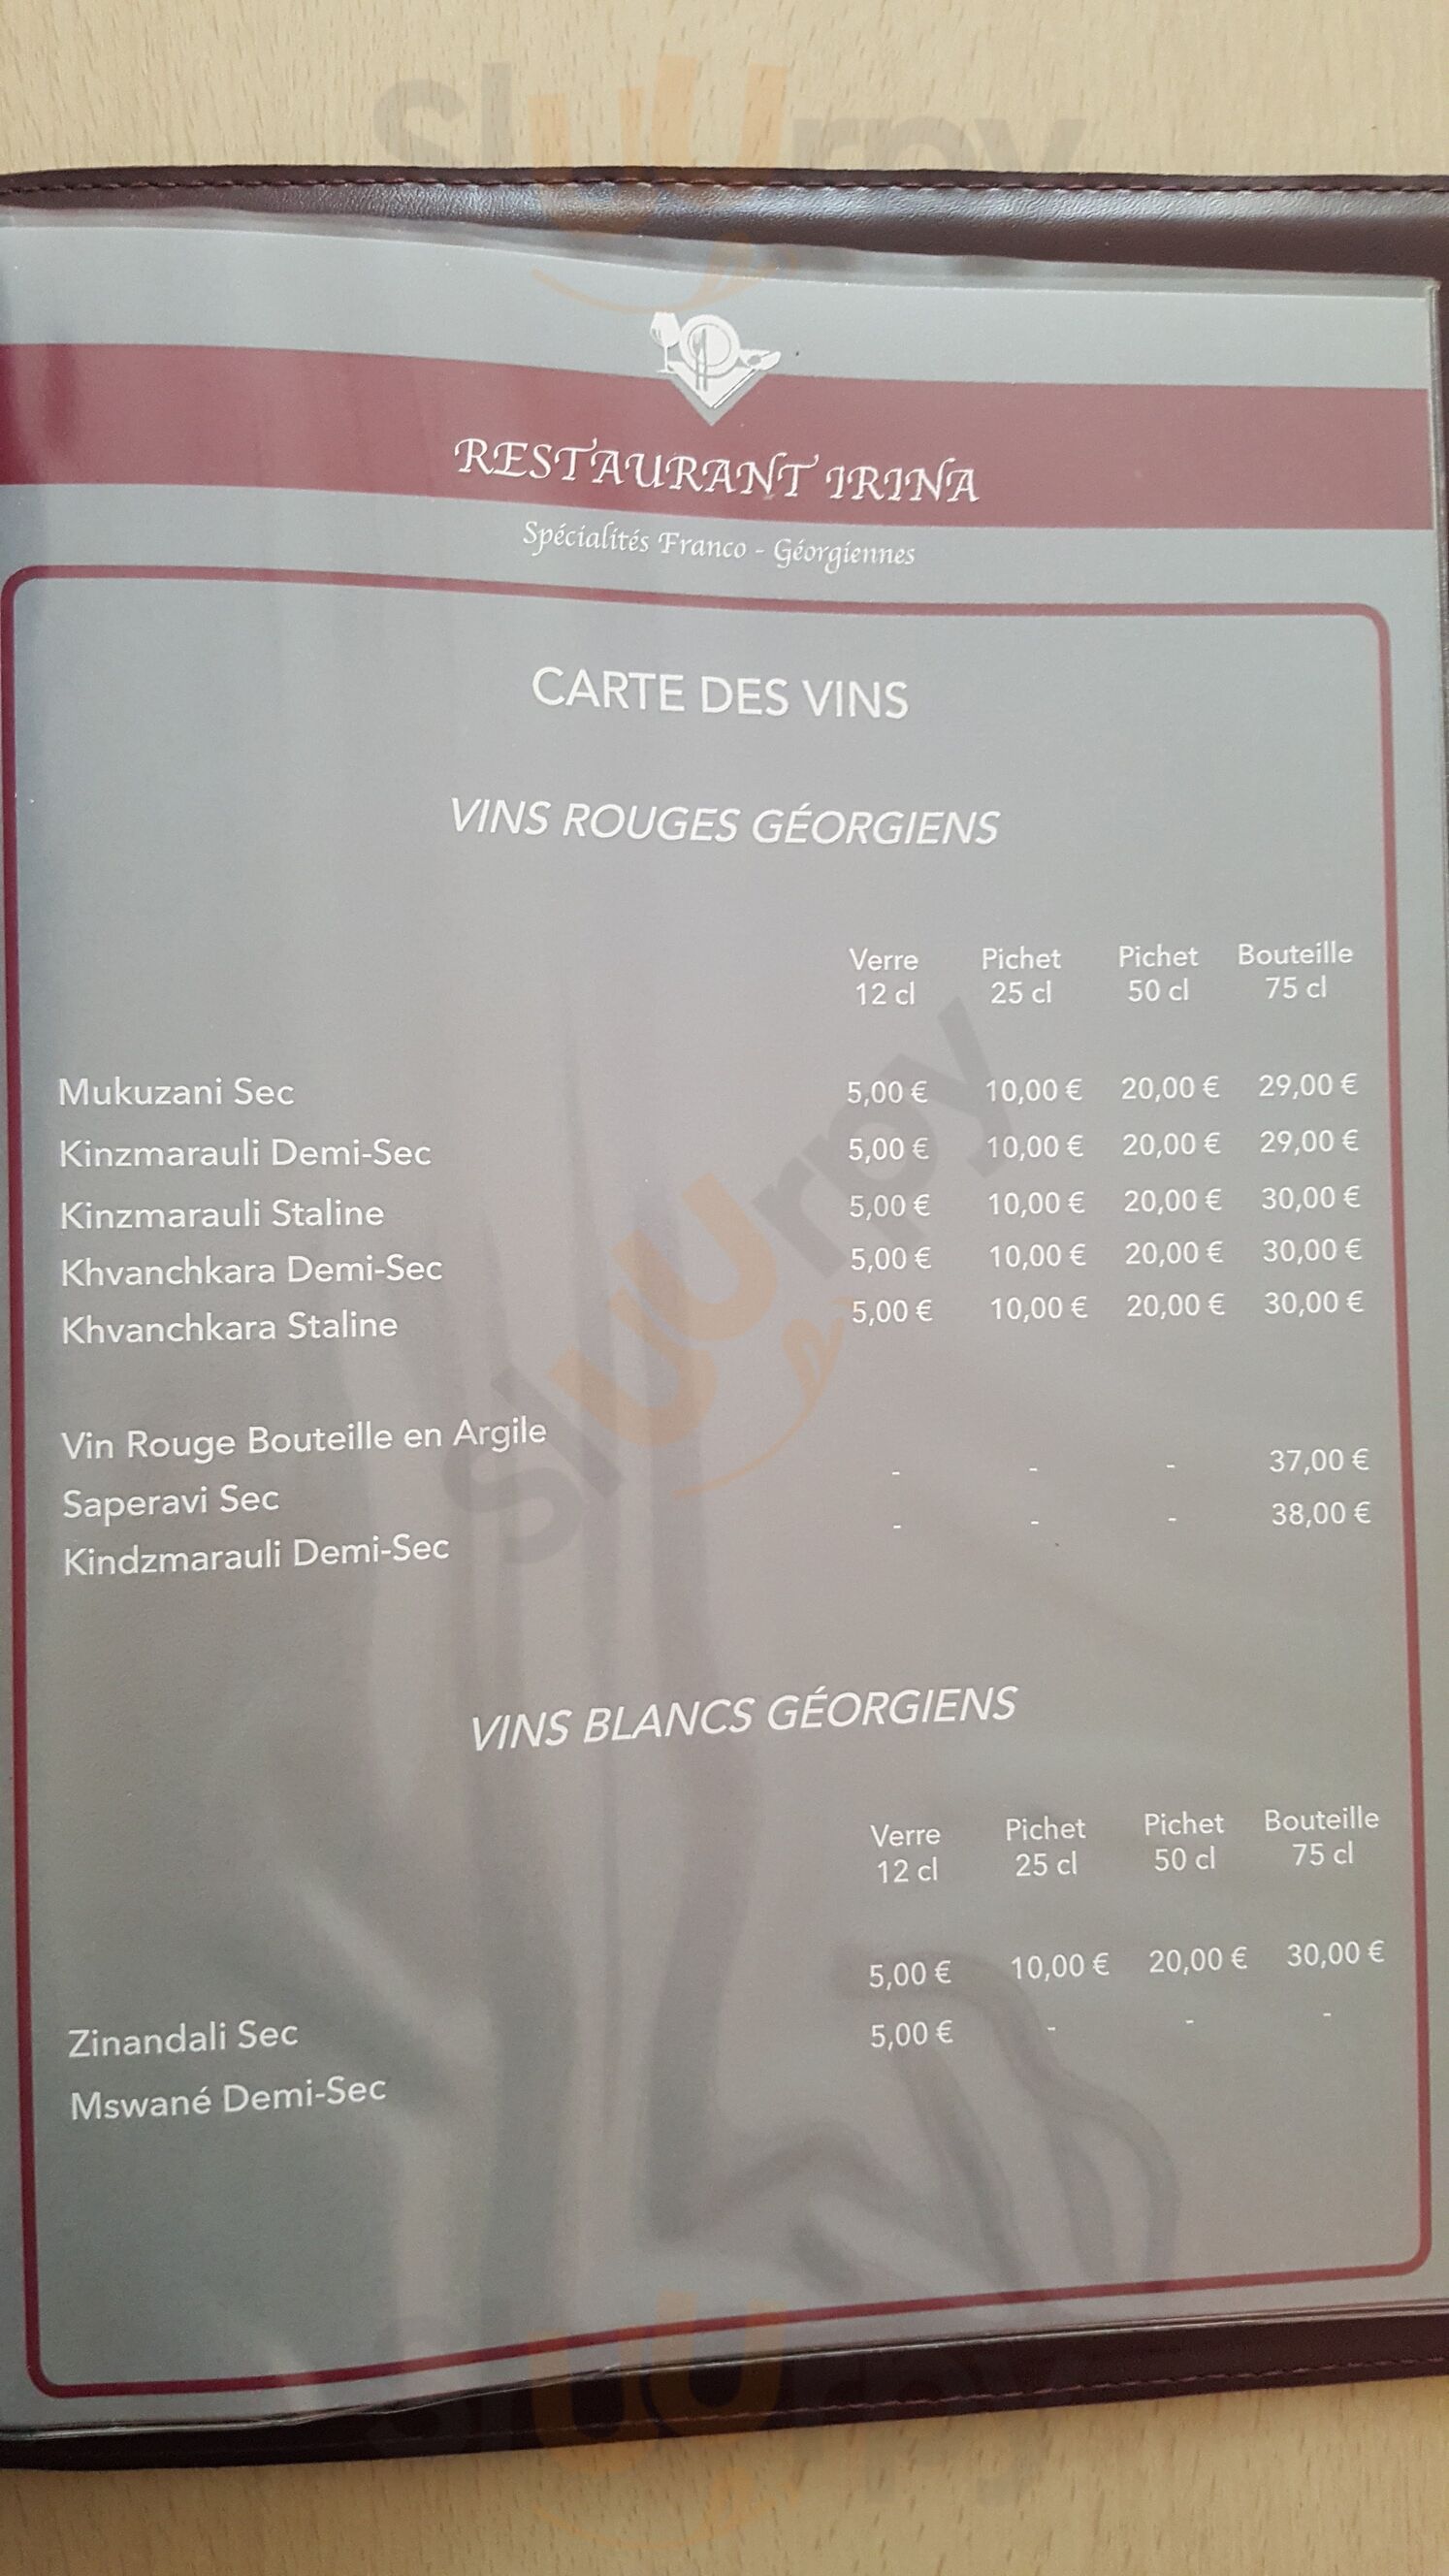 RESTAURANT IRINA
Spécialités Franco - Géorgiennes
CARTE DES VINS
VINS ROUGES GÉORGIENS
Verre Pichet Pichet Bouteille
12 cl 25 cl 50 cl 75 cl
Mukuzani Sec 5,00 € 10,00 € 20,00 € 29,00 €
Kinzmarauli Demi-Sec 5,00 € 10,00 € 20,00 € 29,00 €
Kinzmarauli Staline 5,00 € 10,00 € 20,00 € 30,00 €
Khvanchkara Demi-Sec 5,00 € 10,00 € 20,00 € 30,00 €
Khvanchkara Staline 5,00 € 10,00 € 20,00 € 30,00 €
Vin Rouge Bouteille en Argile
Saperavi Sec - - - 37,00 €
Kindzmarauli Demi-Sec - - - 38,00 €
VINS BLANCS GÉORGIENS
Verre Pichet Pichet Bouteille
12 cl 25 cl 50 cl 75 cl
Zinandali Sec 5,00 € 10,00 € 20,00 € 30,00 €
Mswané Demi-Sec 5,00 € - - -
sluurpy
sluurpy
sluurpy